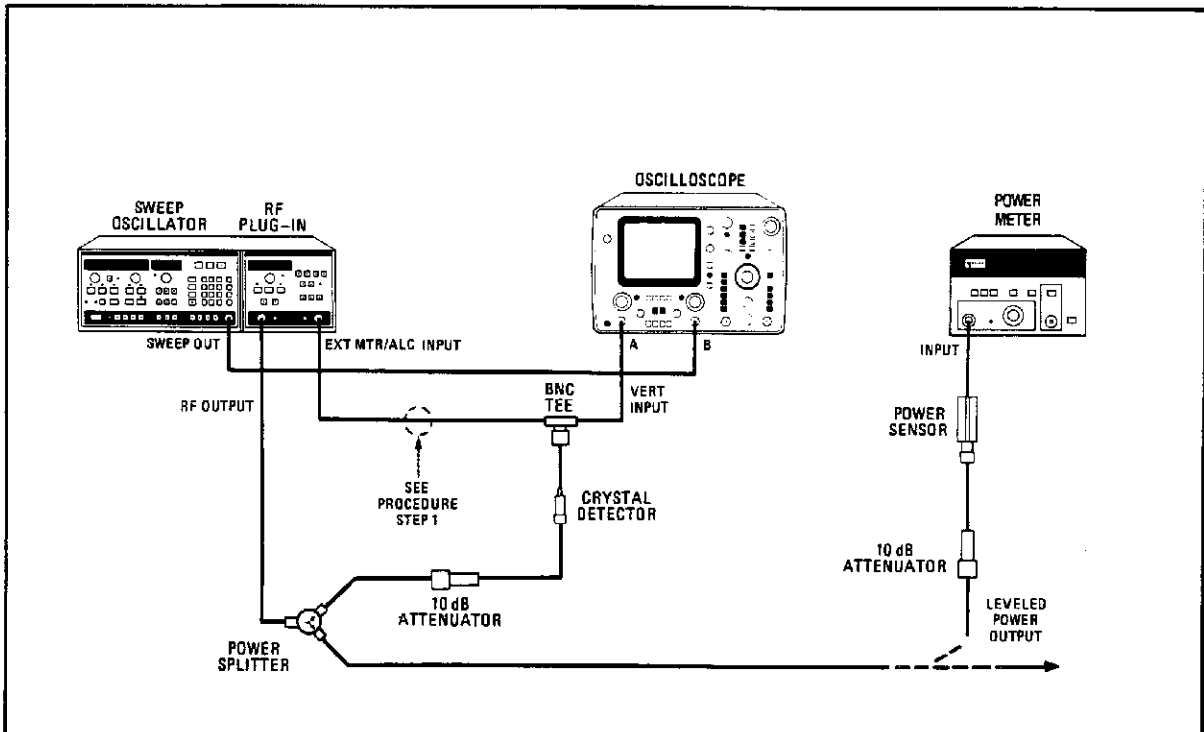 SWEEP
OSCILLATOR
RF
PLUG-IN
OSCILLOSCOPE
POWER
METER
SWEEP OUT
EXT MTR/ALC INPUT
A
B
INPUT
RF OUTPUT
BNC
TEE
VERT
INPUT
POWER
SENSOR
SEE
PROCEDURE
STEP 1
CRYSTAL
DETECTOR
10 dB
ATTENUATOR
10 dB
ATTENUATOR
LEVELED
POWER
OUTPUT
POWER
SPLITTER